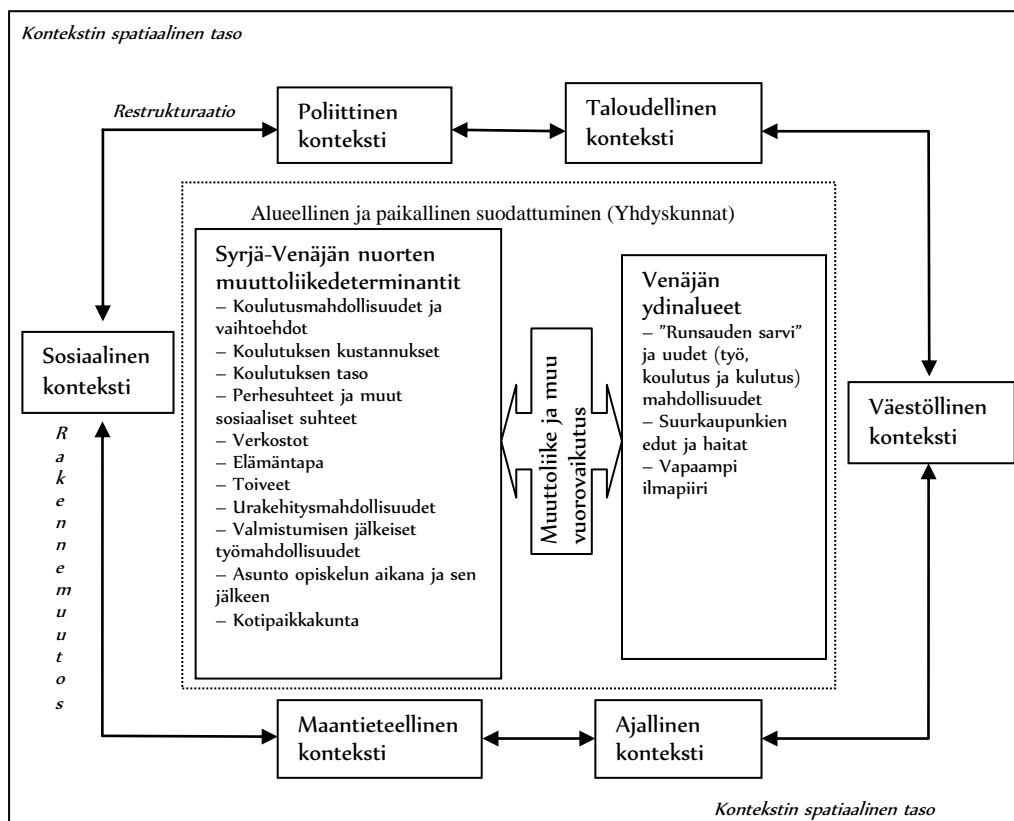 Kontekstin spatiaalinen taso
Restrukturaatio
Poliittinen
konteksti
Taloudellinen
konteksti
Alueellinen ja paikallinen suodattuminen (Yhdyskunnat)
Syrjä-Venäjän nuorten
muuttoliikedeterminantit
– Koulutusmahdollisuudet ja
vaihtoehdot
– Koulutuksen kustannukset
– Koulutuksen taso
– Perhesuhteet ja muut
sosiaaliset suhteet
– Verkostot
– Elämäntapa
– Toiveet
– Urakehitysmahdollisuudet
– Valmistumisen jälkeiset
työmahdollisuudet
– Asunto opiskelun aikana ja sen
jälkeen
– Kotipaikkakunta
Muuttoliike ja muu
vuorovaikutus
Venäjän
ydinalueet
– ”Runsauden sarvi”
ja uudet (työ,
koulutus ja kulutus)
mahdollisuudet
– Suurkaupunkien
edut ja haitat
– Vapaampi
ilmapiiri
Sosiaalinen
konteksti
Väestöllinen
konteksti
Rakennemuutos
Maantieteellinen
konteksti
Ajallinen
konteksti
Kontekstin spatiaalinen taso